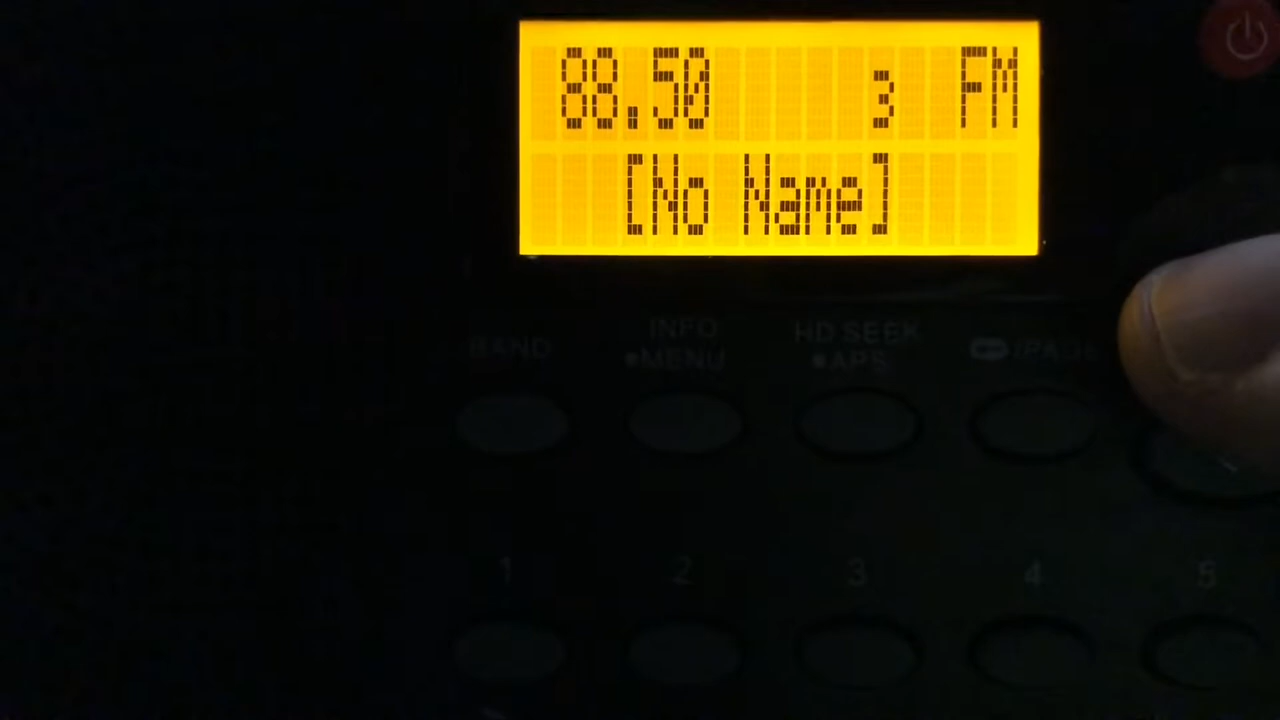 88.50 3 FM
[No Name]
BAND
INFO
•MENU
HD SEEK
•APS
/PAGE
1 2 3 4 5